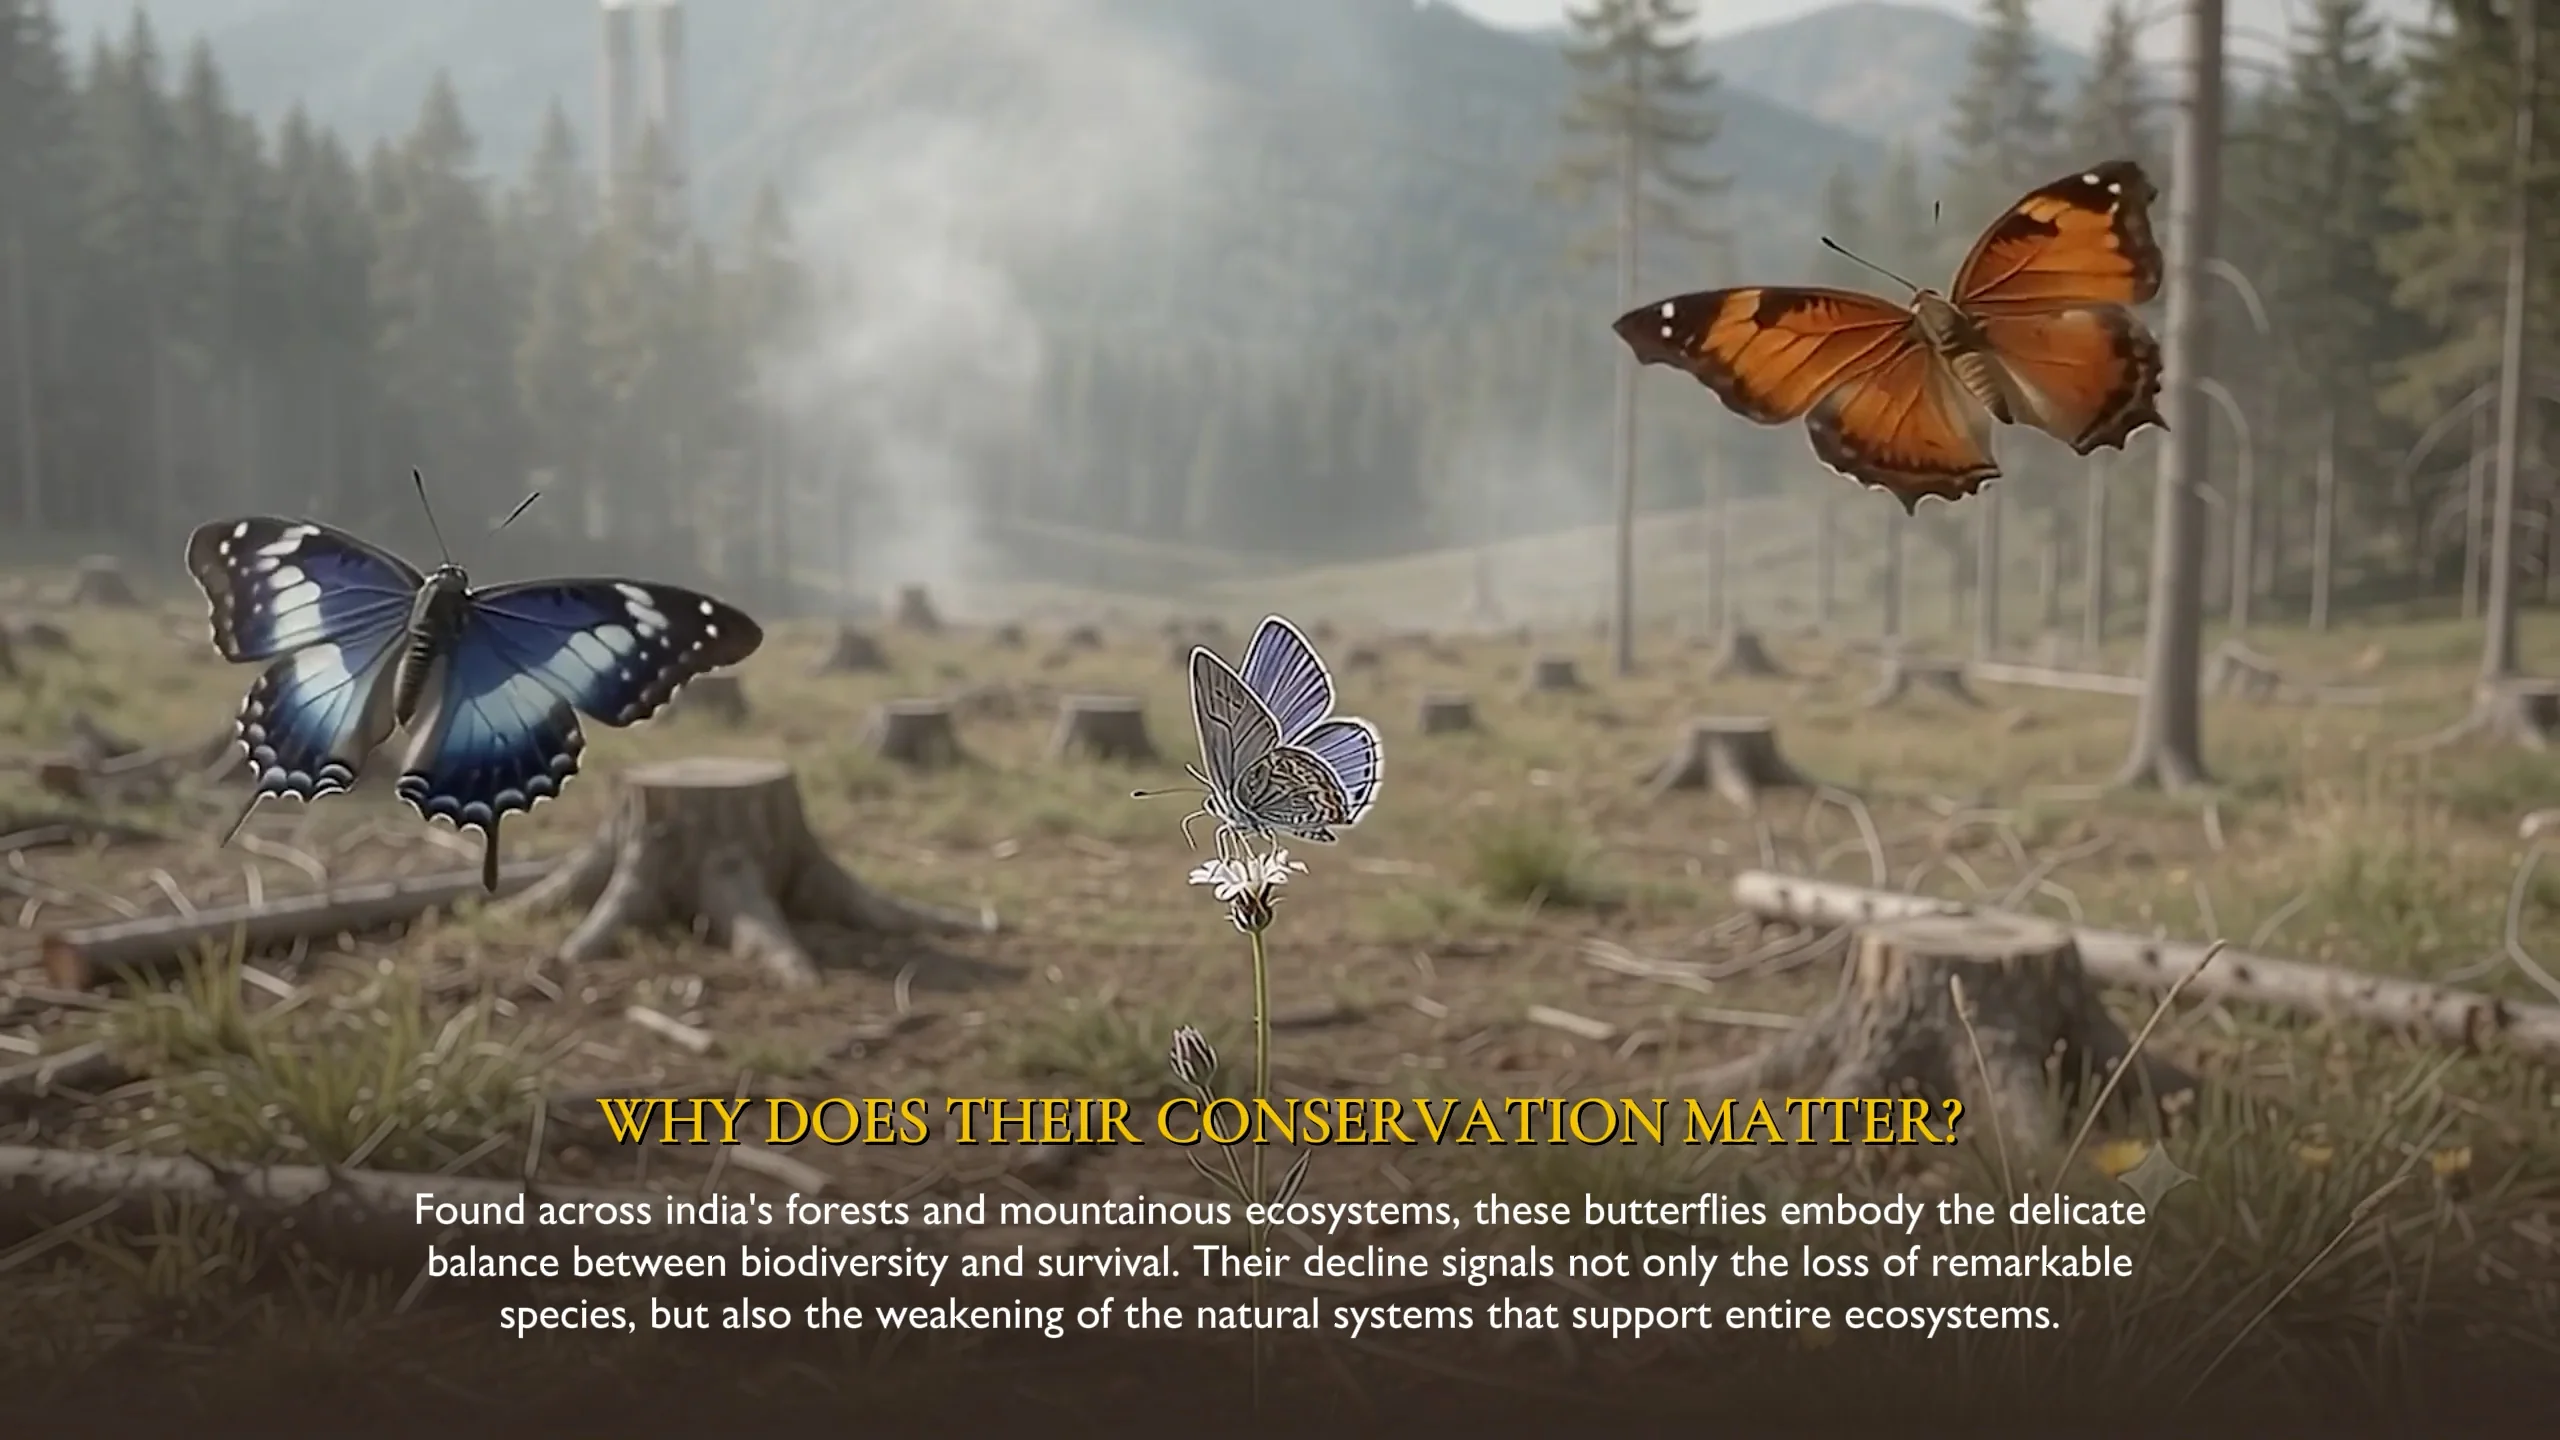 WHY DOES THEIR CONSERVATION MATTER?
Found across india's forests and mountainous ecosystems, these butterflies embody the delicate
balance between biodiversity and survival. Their decline signals not only the loss of remarkable
species, but also the weakening of the natural systems that support entire ecosystems.